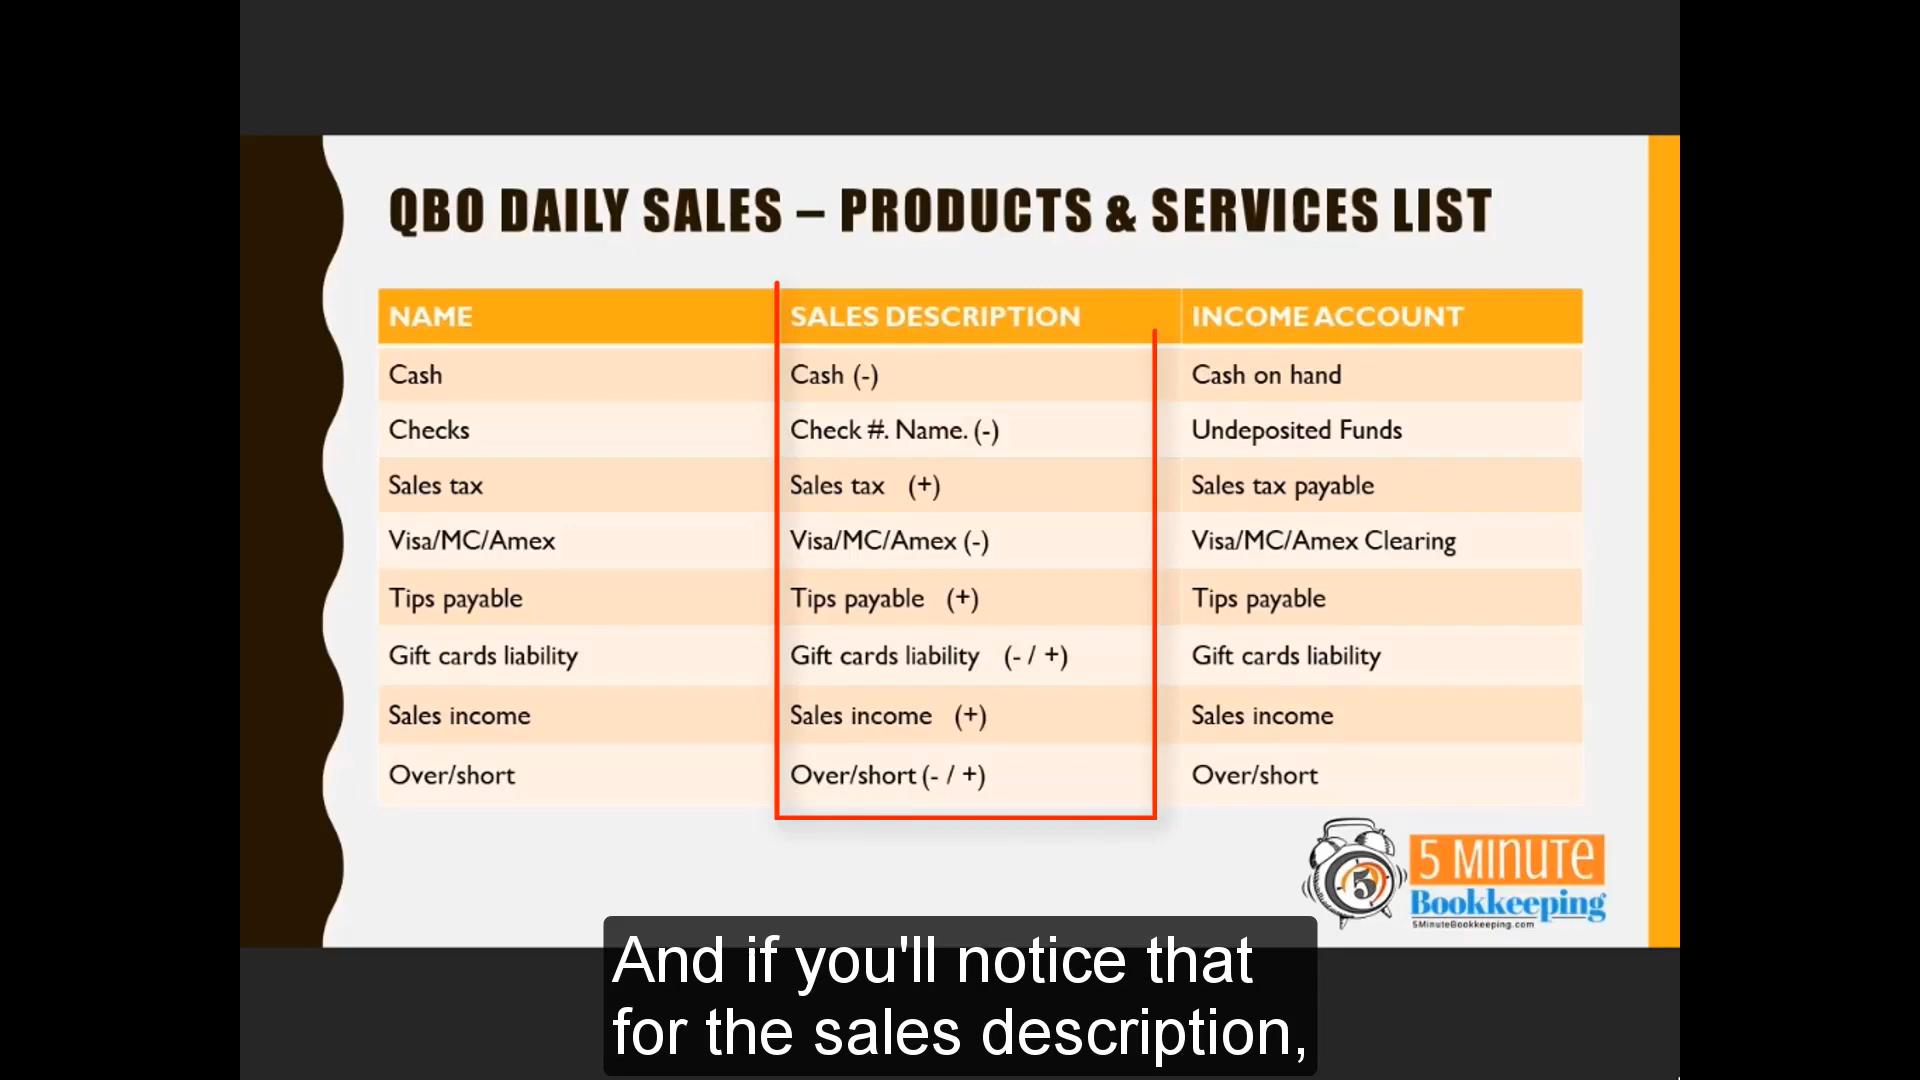 QBO DAILY SALES – PRODUCTS & SERVICES LIST
NAME SALES DESCRIPTION INCOME ACCOUNT
Cash Cash (-) Cash on hand
Checks Check #. Name. (-) Undeposited Funds
Sales tax Sales tax (+) Sales tax payable
Visa/MC/Amex Visa/MC/Amex (-) Visa/MC/Amex Clearing
Tips payable Tips payable (+) Tips payable
Gift cards liability Gift cards liability (- / +) Gift cards liability
Sales income Sales income (+) Sales income
Over/short Over/short (- / +) Over/short
5
5 MINUTE
Bookkeeping
5MinuteBookkeeping.com
And if you'll notice that
for the sales description,